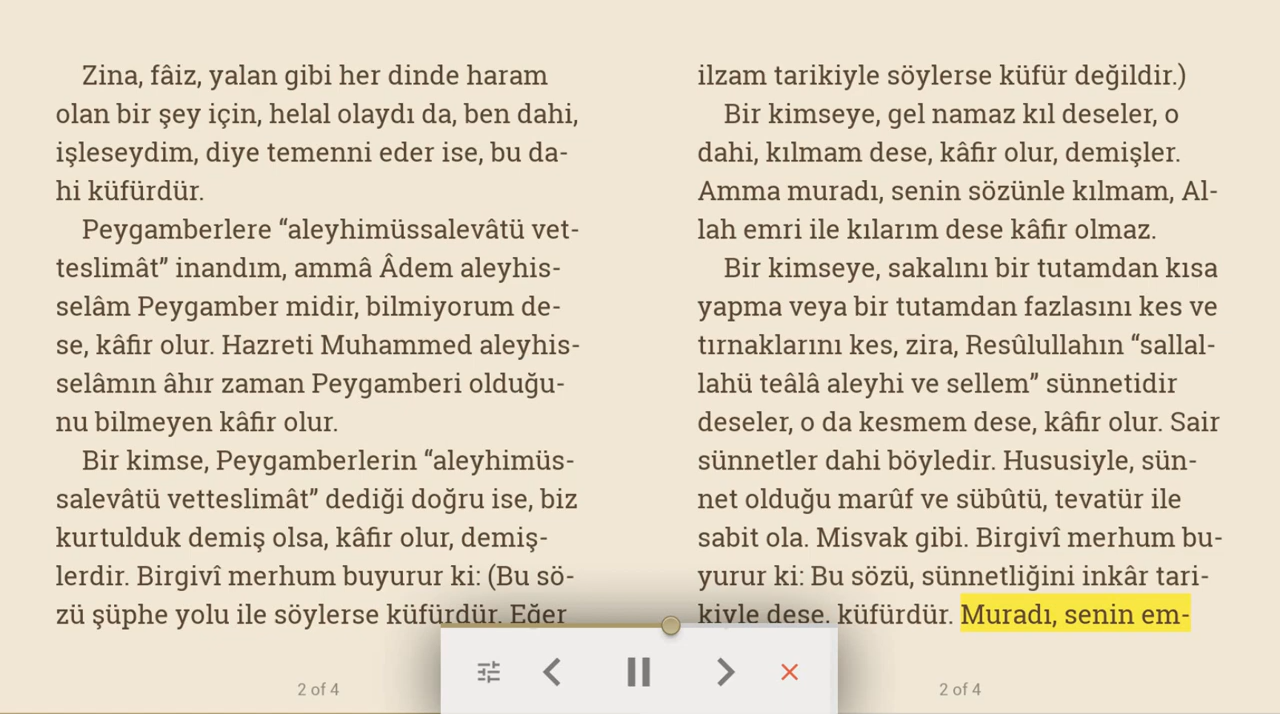 Zina, fâiz, yalan gibi her dinde haram
olan bir şey için, helal olaydı da, ben dahi,
işleseydim, diye temenni eder ise, bu da-
hi küfürdür.
Peygamberlere “aleyhimüssalevâtü vet-
teslimât” inandım, ammâ Âdem aleyhis-
selâm Peygamber midir, bilmiyorum de-
se, kâfir olur. Hazreti Muhammed aleyhis-
selâmın âhır zaman Peygamberi olduğu-
nu bilmeyen kâfir olur.
Bir kimse, Peygamberlerin “aleyhimüs-
salevâtü vetteslimât” dediği doğru ise, biz
kurtulduk demiş olsa, kâfir olur, demiş-
lerdir. Birgivî merhum buyurur ki: (Bu sö-
zü şüphe yolu ile söylerse küfürdür. Eğer
2 of 4
ilzam tarikiyle söylerse küfür değildir.)
Bir kimseye, gel namaz kıl deseler, o
dahi, kılmam dese, kâfir olur, demişler.
Amma muradı, senin sözünle kılmam, Al-
lah emri ile kılarım dese kâfir olmaz.
Bir kimseye, sakalını bir tutamdan kısa
yapma veya bir tutamdan fazlasını kes ve
tırnaklarını kes, zira, Resûlullahın “sallal-
lahü teâlâ aleyhi ve sellem” sünnetidir
deseler, o da kesmem dese, kâfir olur. Sair
sünnetler dahi böyledir. Hususiyle, sün-
net olduğu marûf ve sübûtü, tevatür ile
sabit ola. Misvak gibi. Birgivî merhum bu-
yurur ki: Bu sözü, sünnetliğini inkâr tari-
kiyle dese, küfürdür. Muradı, senin em-
2 of 4